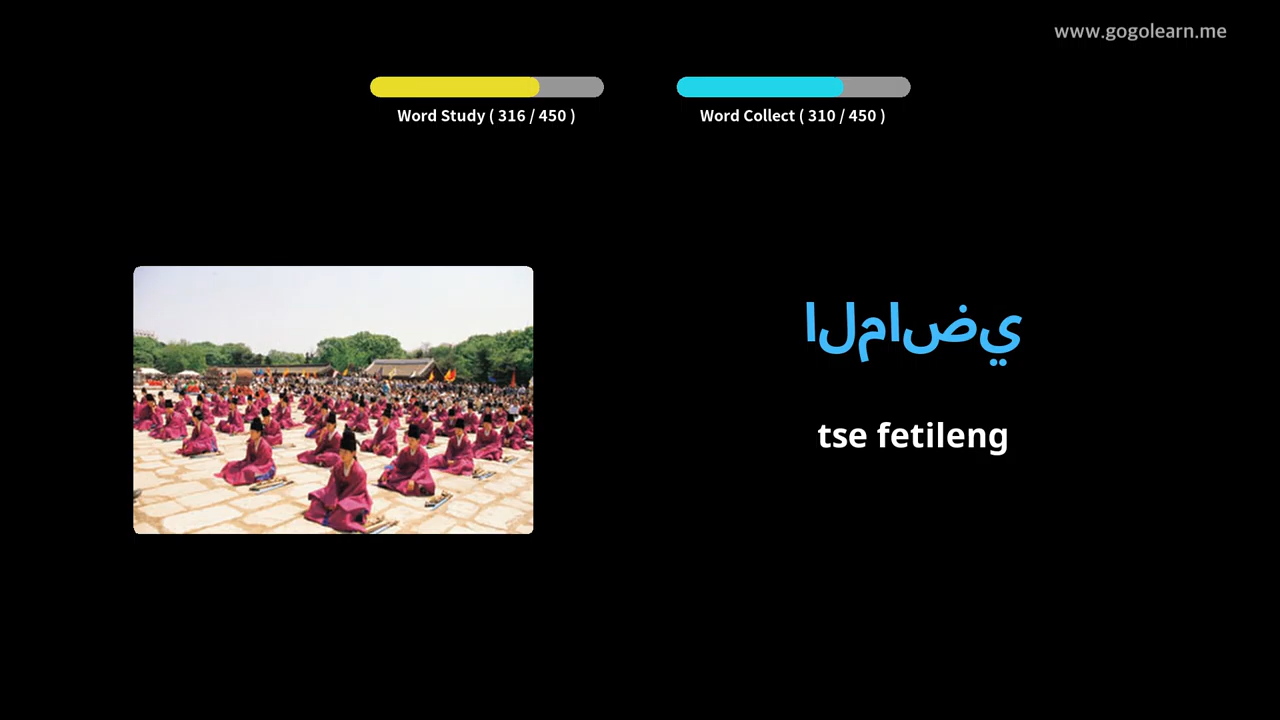 www.gogolearn.me
Word Study ( 316 / 450 )
Word Collect ( 310 / 450 )
الماضي
tse fetileng